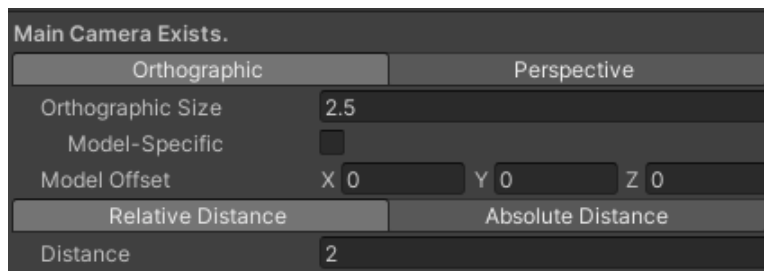 Main Camera Exists.
Orthographic Perspective
Orthographic Size 2.5
Model-Specific
Model Offset X 0 Y 0 Z 0
Relative Distance Absolute Distance
Distance 2